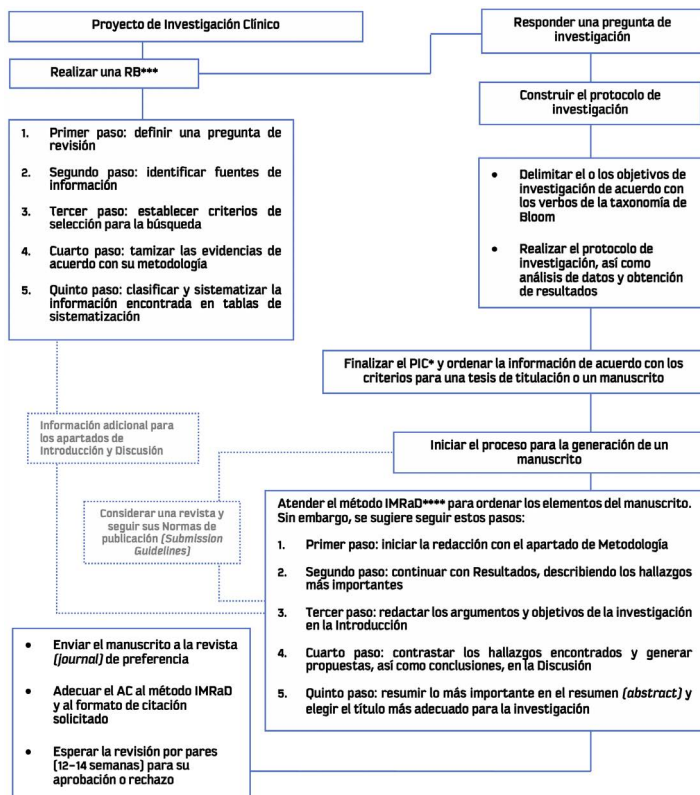 Proyecto de Investigación Clínico
Realizar una RB***
1. Primer paso: definir una pregunta de
revisión
2. Segundo paso: identificar fuentes de
información
3. Tercer paso: establecer criterios de
selección para la búsqueda
4. Cuarto paso: tamizar las evidencias de
acuerdo con su metodología
5. Quinto paso: clasificar y sistematizar la
información encontrada en tablas de
sistematización
Responder una pregunta de
investigación
Construir el protocolo de
investigación
• Delimitar el o los objetivos de
investigación de acuerdo con
los verbos de la taxonomía de
Bloom
• Realizar el protocolo de
investigación, así como
análisis de datos y obtención
de resultados
Finalizar el PIC* y ordenar la información de acuerdo con los
criterios para una tesis de titulación o un manuscrito
Información adicional para
los apartados de
Introducción y Discusión
Iniciar el proceso para la generación de un
manuscrito
Considerar una revista y
seguir sus Normas de
publicación (Submission
Guidelines)
Atender el método IMRaD**** para ordenar los elementos del manuscrito.
Sin embargo, se sugiere seguir estos pasos:
1. Primer paso: iniciar la redacción con el apartado de Metodología
2. Segundo paso: continuar con Resultados, describiendo los hallazgos
más importantes
3. Tercer paso: redactar los argumentos y objetivos de la investigación
en la Introducción
4. Cuarto paso: contrastar los hallazgos encontrados y generar
propuestas, así como conclusiones, en la Discusión
5. Quinto paso: resumir lo más importante en el resumen (abstract) y
elegir el título más adecuado para la investigación
• Enviar el manuscrito a la revista
(journal) de preferencia
• Adecuar el AC al método IMRaD
y al formato de citación
solicitado
• Esperar la revisión por pares
(12-14 semanas) para su
aprobación o rechazo